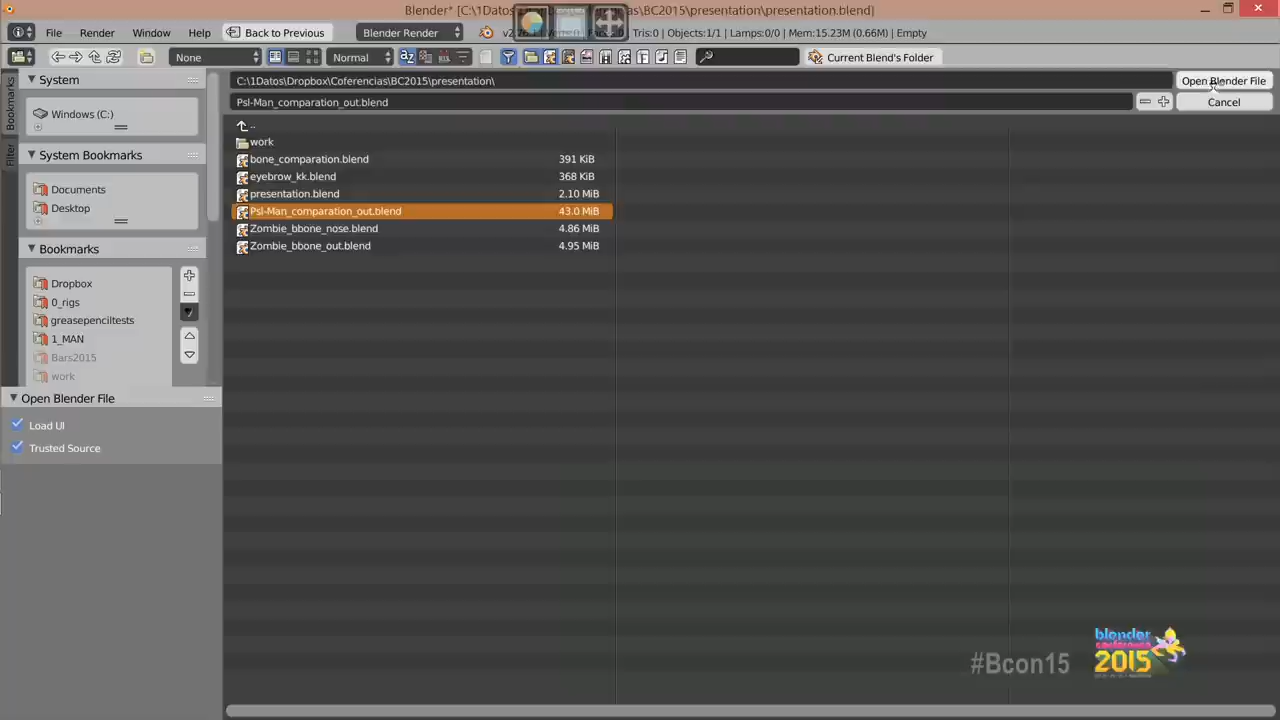 Blender* [C:\1Datos\Dropbox\Coferencias\BC2015\presentation\presentation.blend]
File Render Window Help Back to Previous Blender Render Tris:0 | Objects:1/1 | Lamps:0/0 | Mem:15.23M (0.66M) | Empty
None Normal Current Blend's Folder
Bookmarks
Filter
System
Windows (C:)
System Bookmarks
Documents
Desktop
Bookmarks
Dropbox
0_rigs
greasepenciltests
1_MAN
Bars2015
work
Open Blender File
Load UI
Trusted Source
C:\1Datos\Dropbox\Coferencias\BC2015\presentation\
Open Blender File
Psl-Man_comparation_out.blend
Cancel
..
work
bone_comparation.blend 391 KiB
eyebrow_kk.blend 368 KiB
presentation.blend 2.10 MiB
Psl-Man_comparation_out.blend 43.0 MiB
Zombie_bbone_nose.blend 4.86 MiB
Zombie_bbone_out.blend 4.95 MiB
#Bcon15
blender
conference
2015